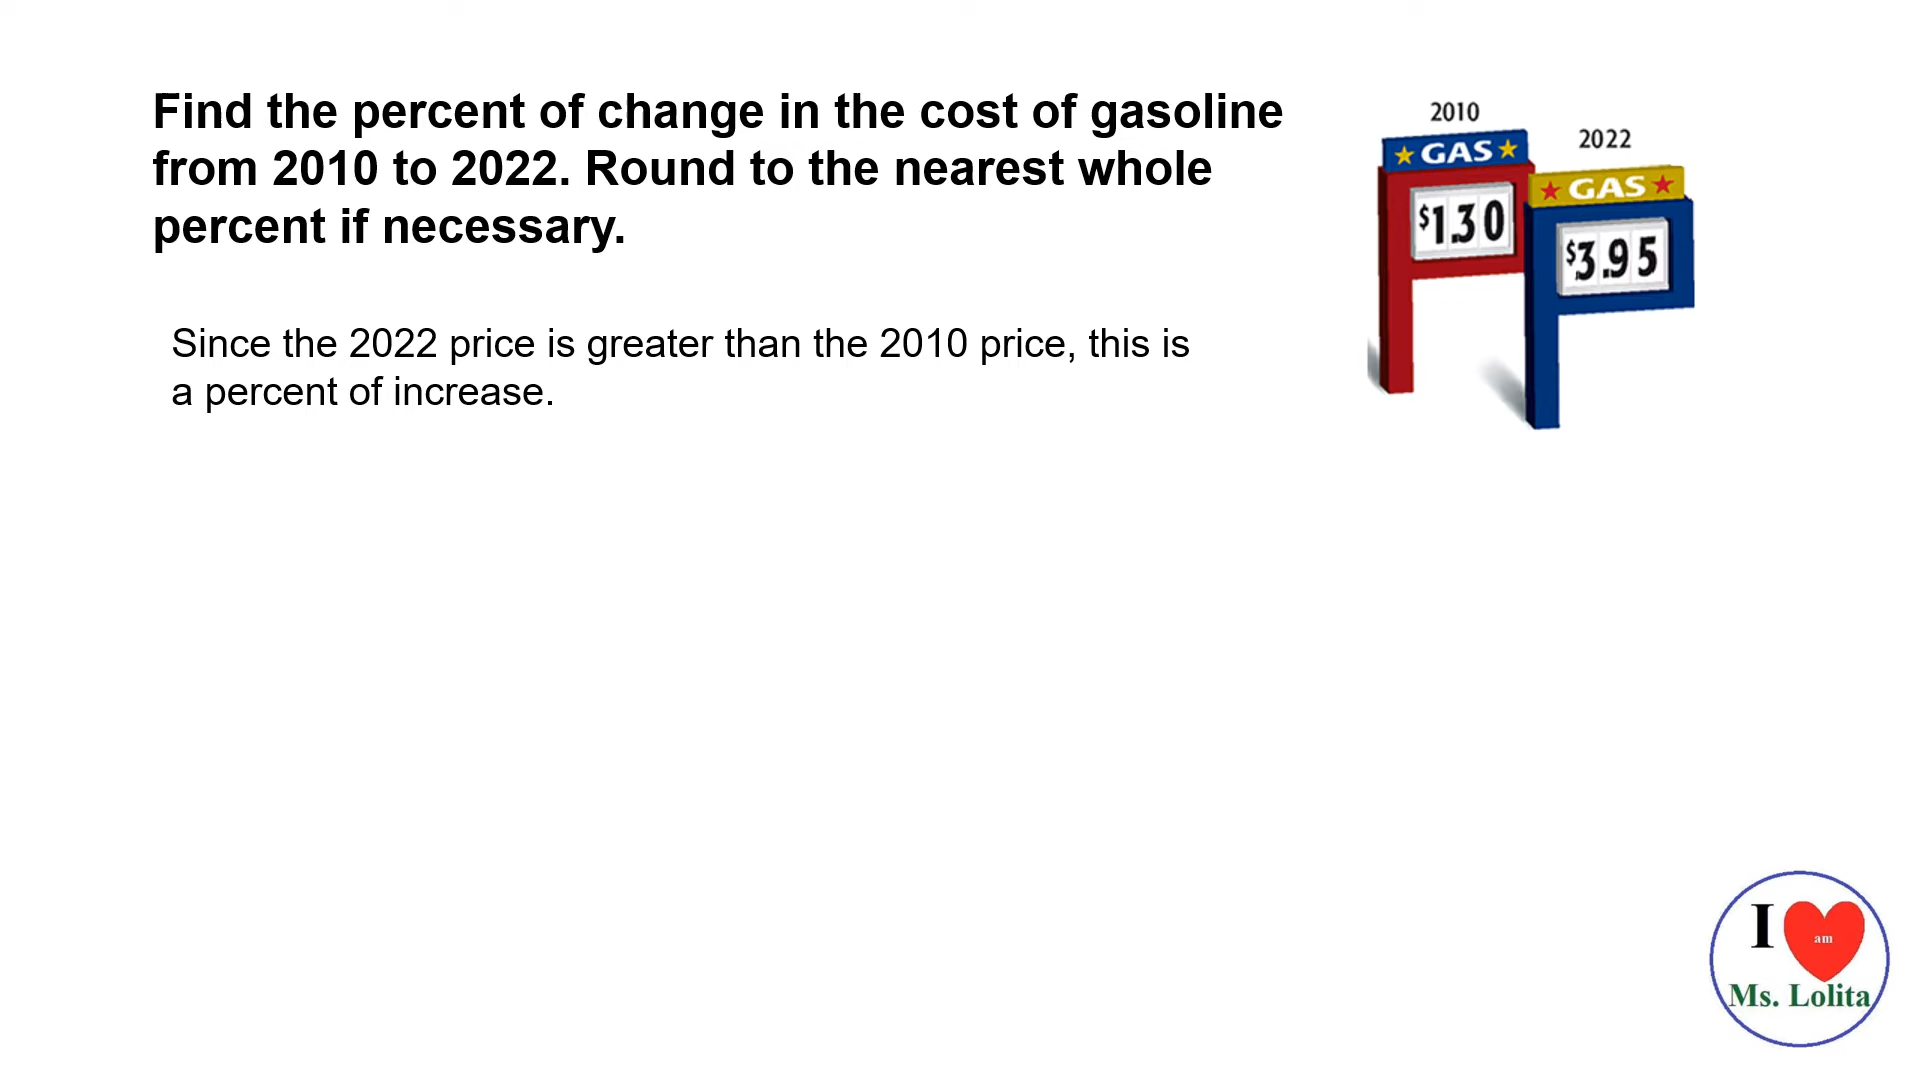 Find the percent of change in the cost of gasoline
from 2010 to 2022. Round to the nearest whole
percent if necessary.
2010
2022
★ GAS ★
★ GAS ★
$1.30
$3.95
Since the 2022 price is greater than the 2010 price, this is
a percent of increase.
I am
Ms. Lolita